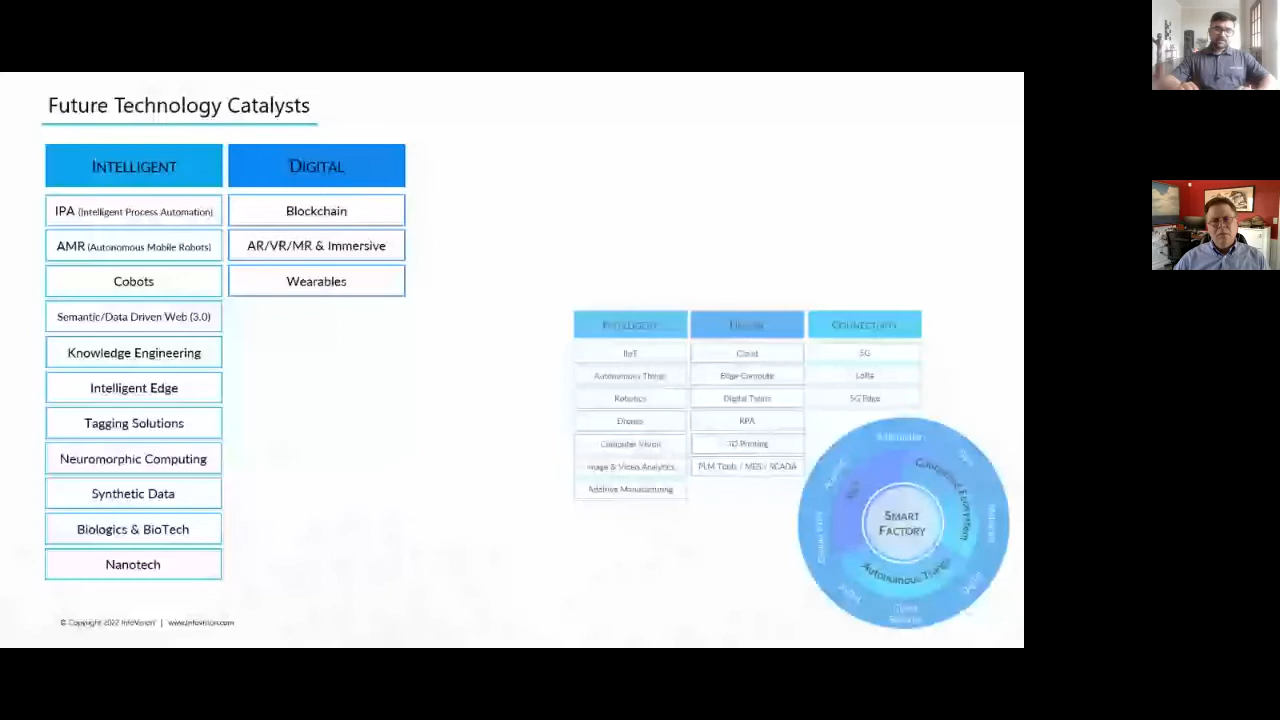 Future Technology Catalysts
INTELLIGENT
IPA (Intelligent Process Automation)
AMR (Autonomous Mobile Robots)
Cobots
Semantic/Data Driven Web (3.0)
Knowledge Engineering
Intelligent Edge
Tagging Solutions
Neuromorphic Computing
Synthetic Data
Biologics & BioTech
Nanotech
DIGITAL
Blockchain
AR/VR/MR & Immersive
Wearables
INTELLIGENT
IIoT
Autonomous Things
Robotics
Drones
Computer Vision
Image & Video Analytics
Additive Manufacturing
DIGITAL
Cloud
Edge Compute
Digital Twins
RPA
3D Printing
PLM Tools / MES / SCADA
CONNECTIVITY
5G
LoRa
5G Edge
Connected Ecosystem
Autonomous Things
SMART
FACTORY
© Copyright 2022 InfoVision | www.infovision.com